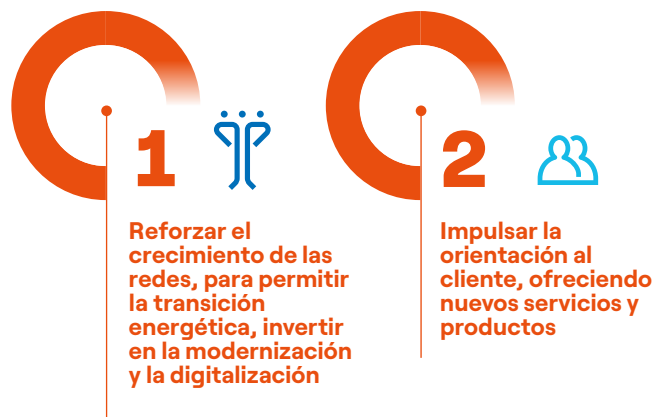 1
Reforzar el
crecimiento de las
redes, para permitir
la transición
energética, invertir
en la modernización
y la digitalización
2
Impulsar la
orientación al
cliente, ofreciendo
nuevos servicios y
productos